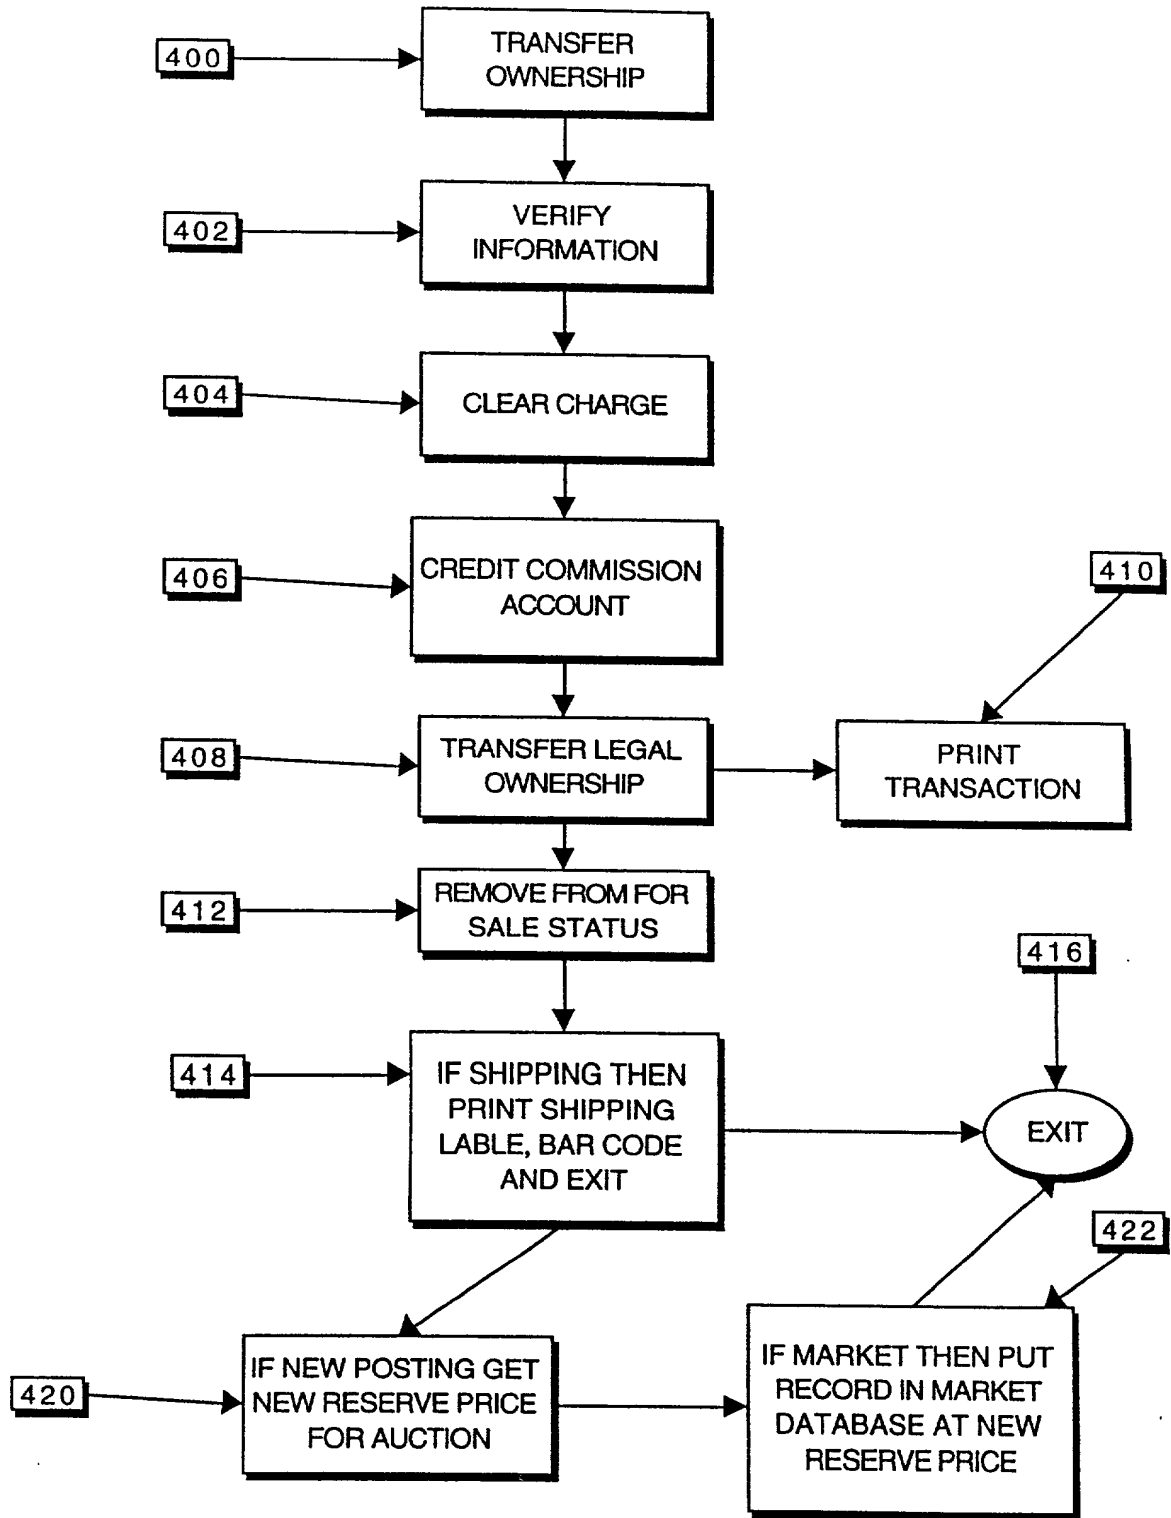 400
TRANSFER
OWNERSHIP
402
VERIFY
INFORMATION
404
CLEAR CHARGE
406
CREDIT COMMISSION
ACCOUNT
410
408
TRANSFER LEGAL
OWNERSHIP
PRINT
TRANSACTION
412
REMOVE FROM FOR
SALE STATUS
416
414
IF SHIPPING THEN
PRINT SHIPPING
LABLE, BAR CODE
AND EXIT
EXIT
422
420
IF NEW POSTING GET
NEW RESERVE PRICE
FOR AUCTION
IF MARKET THEN PUT
RECORD IN MARKET
DATABASE AT NEW
RESERVE PRICE